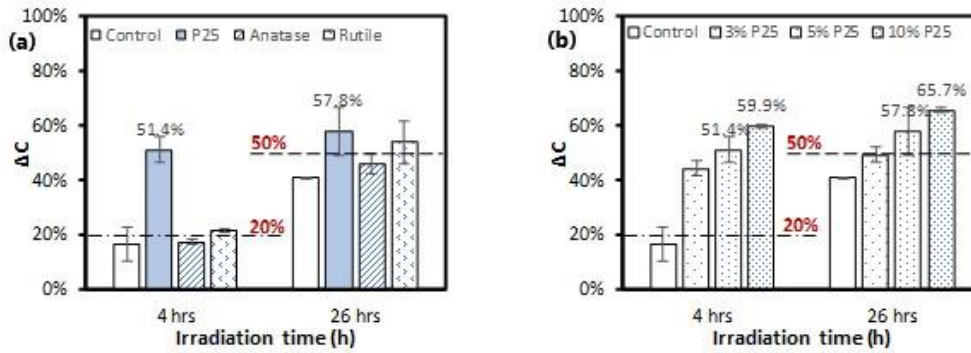 (a)
Control P25 Anatase Rutile
100%
80%
60%
40%
20%
0%
ΔC
51.4%
57.8%
50%
20%
4 hrs 26 hrs
Irradiation time (h)
(b)
Control 3% P25 5% P25 10% P25
100%
80%
60%
40%
20%
0%
ΔC
51.4%
59.9%
57.8%
65.7%
50%
20%
4 hrs 26 hrs
Irradiation time (h)